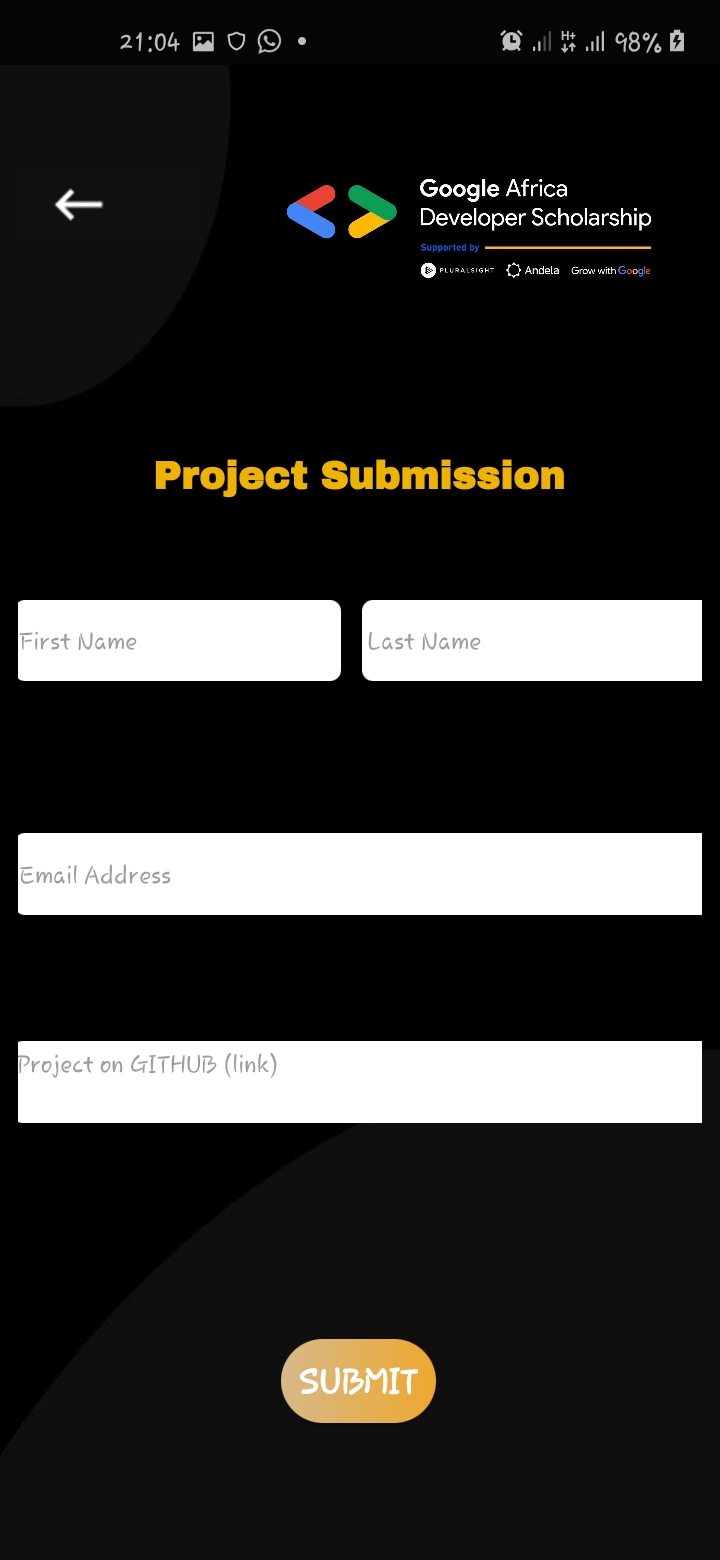 21:04 H+ 98%
Google Africa
Developer Scholarship
Supported by
PLURALSIGHT Andela Grow with Google
Project Submission
First Name Last Name
Email Address
Project on GITHUB (link)
SUBMIT